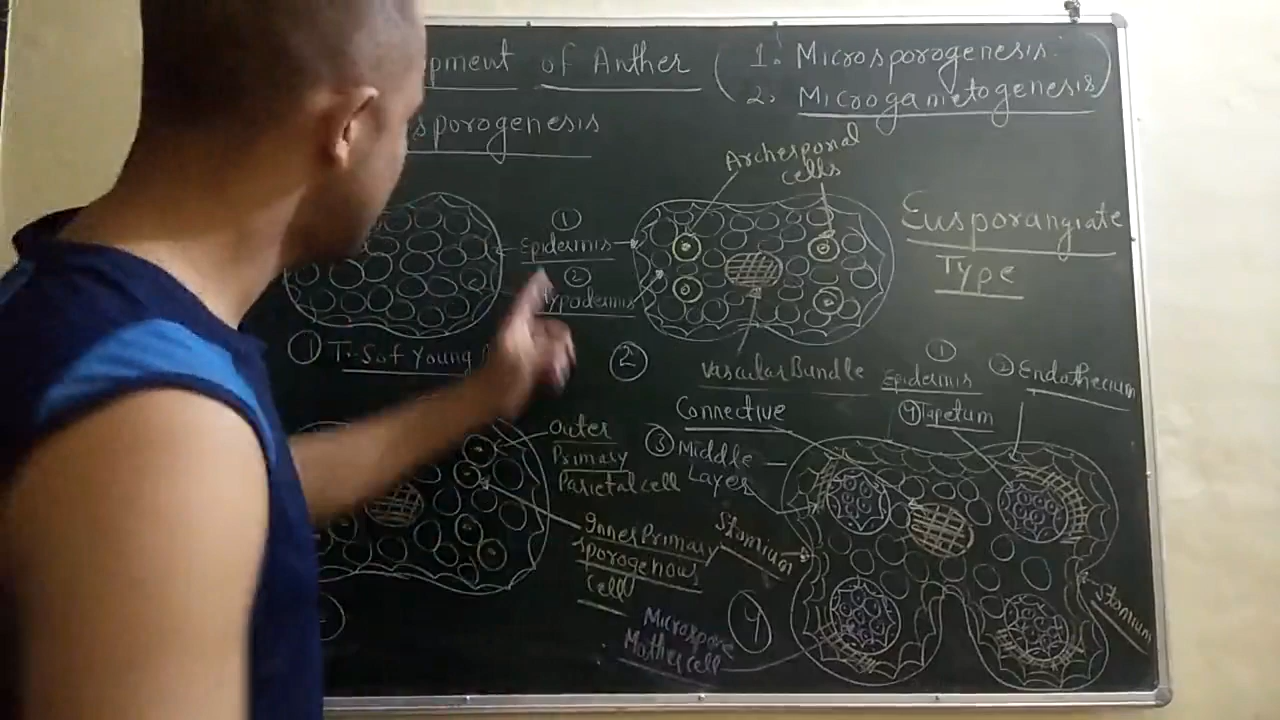 pment of Anther
( 1. Microsporogenesis.
2. Microgametogenesis )
sporogenesis
Archesporial
cells
Eusporangiate
Type
①
Epidermis
②
Hypodermis
① T.S of Young
②
Vascular Bundle
①
Epidermis
② Endothecium
Connective
④ Tapetum
③ Middle
Layer
Outer
Primary
Parietal cell
Inner Primary
sporogenous
cell
Stomium
Stomium
④
Microspore
Mother cell